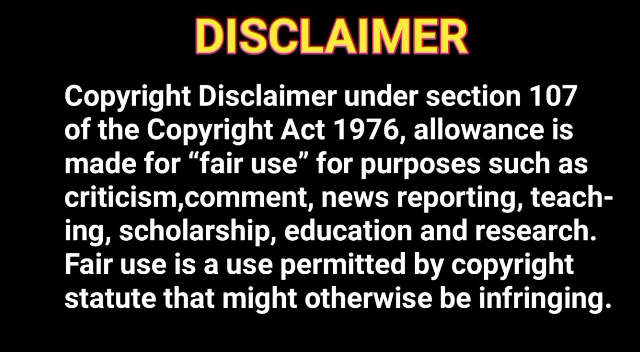 DISCLAIMER
Copyright Disclaimer under section 107
of the Copyright Act 1976, allowance is
made for “fair use” for purposes such as
criticism,comment, news reporting, teach-
ing, scholarship, education and research.
Fair use is a use permitted by copyright
statute that might otherwise be infringing.